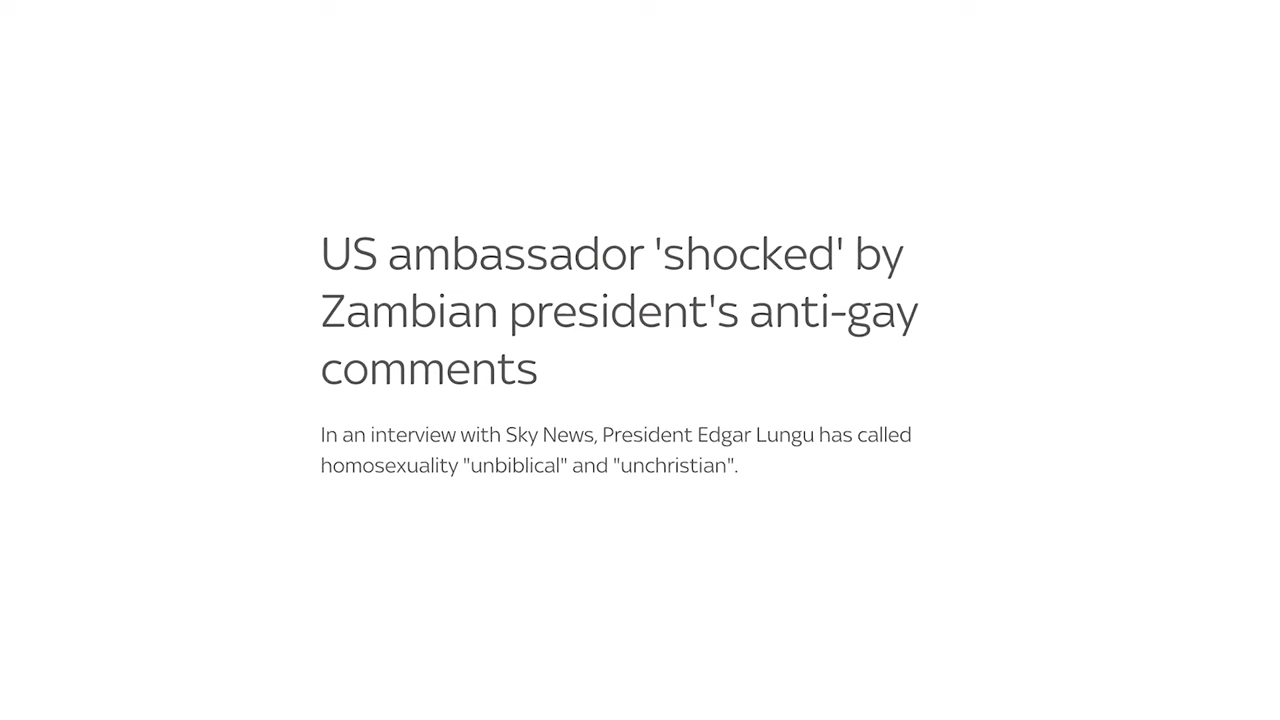 US ambassador 'shocked' by
Zambian president's anti-gay
comments
In an interview with Sky News, President Edgar Lungu has called
homosexuality "unbiblical" and "unchristian".